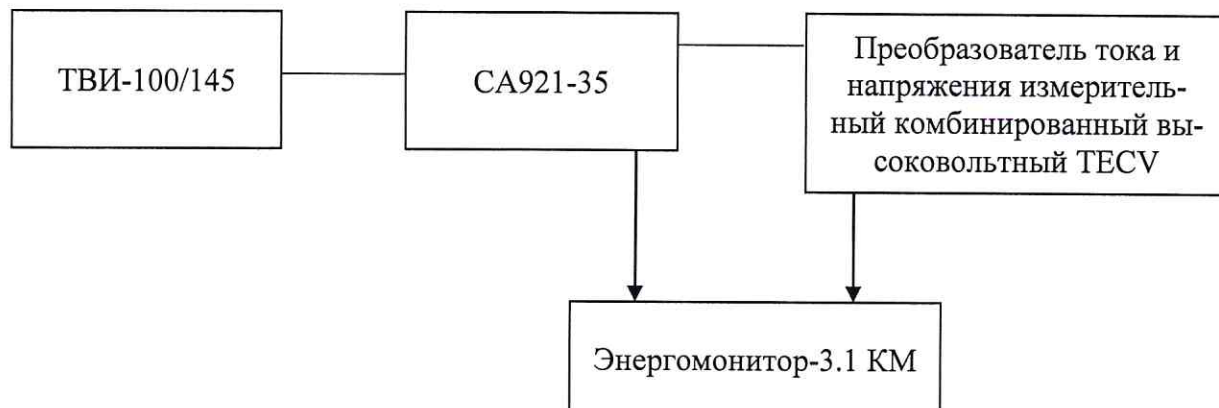 ТВИ-100/145
СА921-35
Преобразователь тока и
напряжения измеритель-
ный комбинированный вы-
соковольтный TECV
Энергомонитор-3.1 КМ